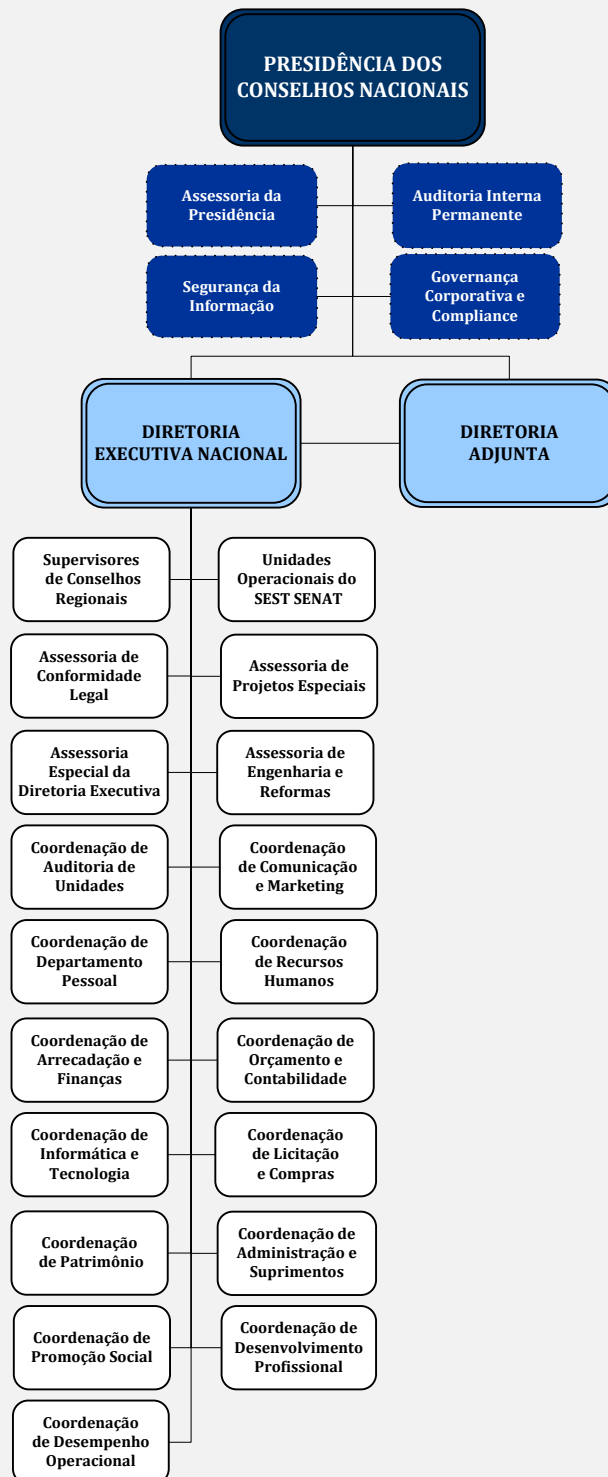 PRESIDÊNCIA DOS
CONSELHOS NACIONAIS
Assessoria da
Presidência
Auditoria Interna
Permanente
Segurança da
Informação
Governança
Corporativa e
Compliance
DIRETORIA
EXECUTIVA NACIONAL
DIRETORIA
ADJUNTA
Supervisores
de Conselhos
Regionais
Unidades
Operacionais do
SEST SENAT
Assessoria de
Conformidade
Legal
Assessoria de
Projetos Especiais
Assessoria
Especial da
Diretoria Executiva
Assessoria de
Engenharia e
Reformas
Coordenação de
Auditoria de
Unidades
Coordenação
de Comunicação
e Marketing
Coordenação de
Departamento
Pessoal
Coordenação
de Recursos
Humanos
Coordenação de
Arrecadação e
Finanças
Coordenação de
Orçamento e
Contabilidade
Coordenação de
Informática e
Tecnologia
Coordenação
de Licitação
e Compras
Coordenação
de Patrimônio
Coordenação de
Administração e
Suprimentos
Coordenação de
Promoção Social
Coordenação de
Desenvolvimento
Profissional
Coordenação
de Desempenho
Operacional